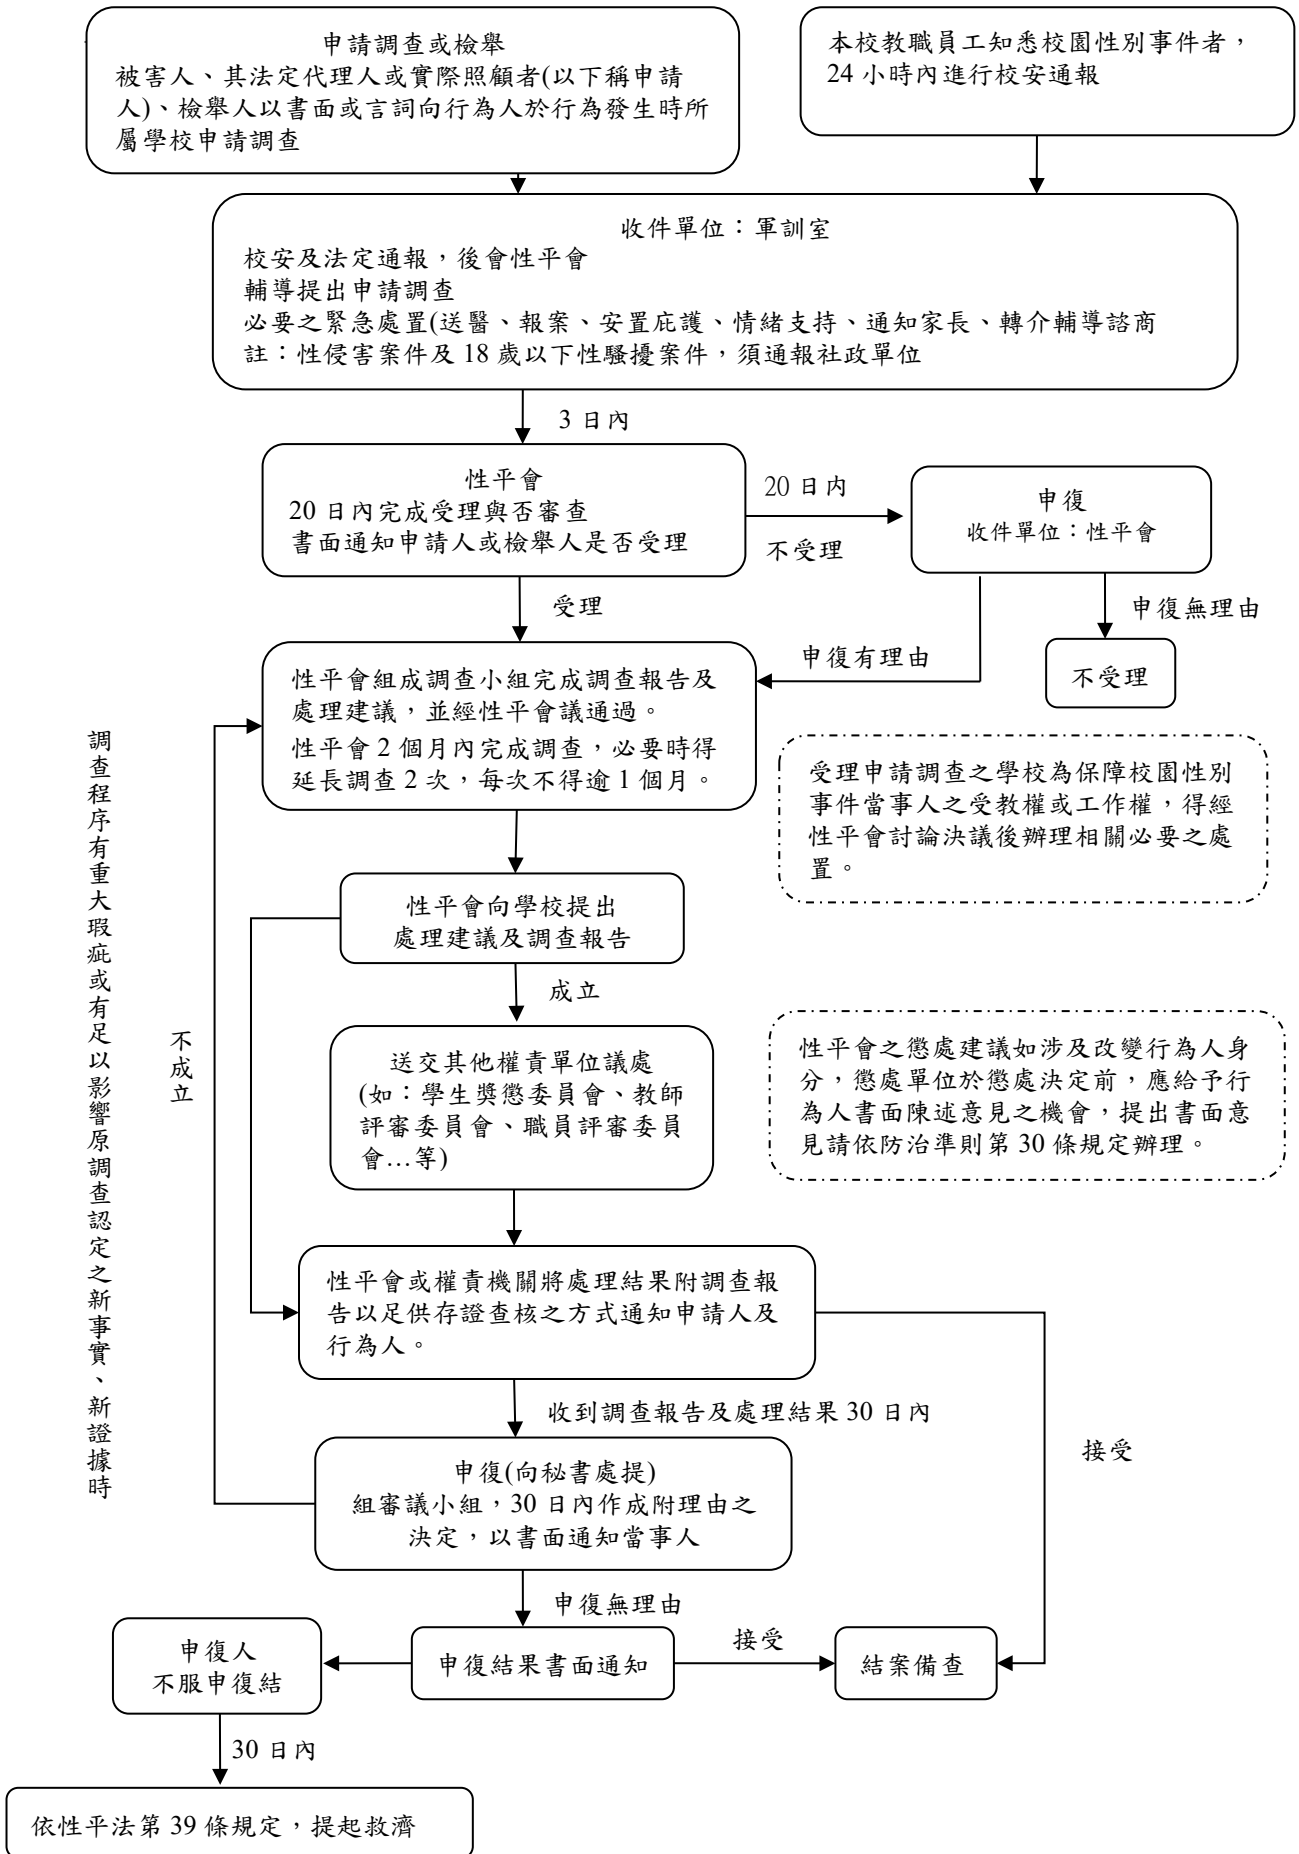 申請調查或檢舉
被害人、其法定代理人或實際照顧者(以下稱申請
人)、檢舉人以書面或言詞向行為人於行為發生時所
屬學校申請調查
本校教職員工知悉校園性別事件者，
24 小時內進行校安通報
收件單位：軍訓室
校安及法定通報，後會性平會
輔導提出申請調查
必要之緊急處置(送醫、報案、安置庇護、情緒支持、通知家長、轉介輔導諮商
註：性侵害案件及 18 歲以下性騷擾案件，須通報社政單位
3 日內
性平會
20 日內完成受理與否審查
書面通知申請人或檢舉人是否受理
20 日內
不受理
申復
收件單位：性平會
受理
申復有理由
申復無理由
不受理
性平會組成調查小組完成調查報告及
處理建議，並經性平會議通過。
性平會 2 個月內完成調查，必要時得
延長調查 2 次，每次不得逾 1 個月。
受理申請調查之學校為保障校園性別
事件當事人之受教權或工作權，得經
性平會討論決議後辦理相關必要之處
置。
調查程序有重大瑕疵或有足以影響原調查認定之新事實、新證據時
性平會向學校提出
處理建議及調查報告
成立
不成立
送交其他權責單位議處
(如：學生獎懲委員會、教師
評審委員會、職員評審委員
會…等)
性平會之懲處建議如涉及改變行為人身
分，懲處單位於懲處決定前，應給予行
為人書面陳述意見之機會，提出書面意
見請依防治準則第 30 條規定辦理。
性平會或權責機關將處理結果附調查報
告以足供存證查核之方式通知申請人及
行為人。
收到調查報告及處理結果 30 日內
接受
申復(向秘書處提)
組審議小組，30 日內作成附理由之
決定，以書面通知當事人
申復無理由
申復人
不服申復結
申復結果書面通知
接受
結案備查
30 日內
依性平法第 39 條規定，提起救濟